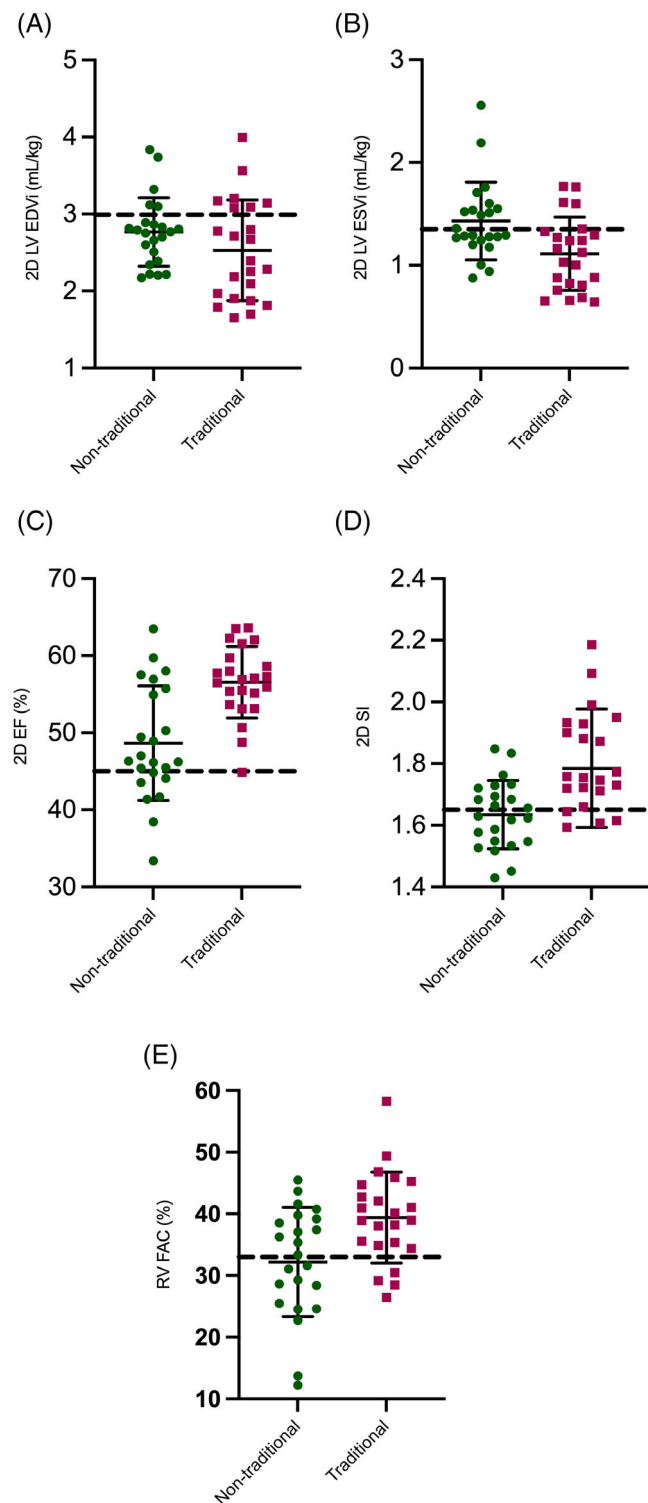 (A)
2D LV EDVi (mL/kg)
5
4
3
2
1
Non-traditional
Traditional
(B)
2D LV ESVi (mL/kg)
3
2
1
0
Non-traditional
Traditional
(C)
2D EF (%)
70
60
50
40
30
Non-traditional
Traditional
(D)
2D SI
2.4
2.2
2.0
1.8
1.6
1.4
Non-traditional
Traditional
(E)
RV FAC (%)
60
50
40
30
20
10
Non-traditional
Traditional